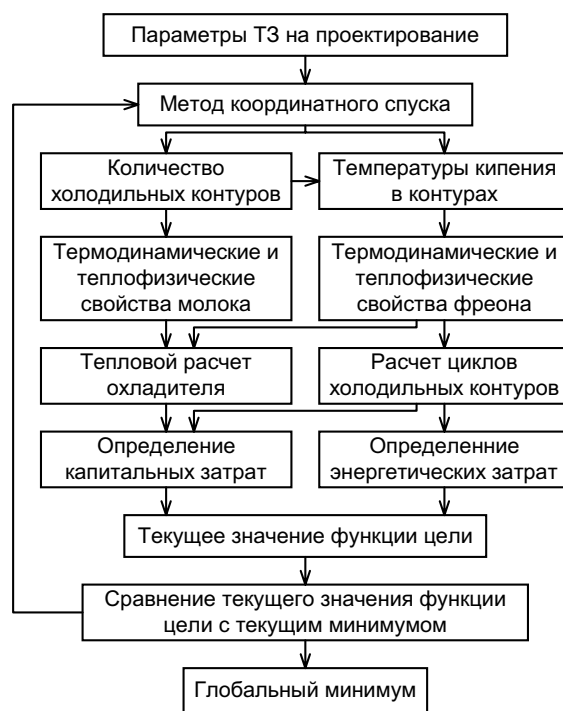 Параметры ТЗ на проектирование
Метод координатного спуска
Количество
холодильных контуров
Температуры кипения
в контурах
Термодинамические и
теплофизические
свойства молока
Термодинамические и
теплофизические
свойства фреона
Тепловой расчет
охладителя
Расчет циклов
холодильных контуров
Определение
капитальных затрат
Определенние
энергетических затрат
Текущее значение функции цели
Сравнение текущего значения функции
цели с текущим минимумом
Глобальный минимум